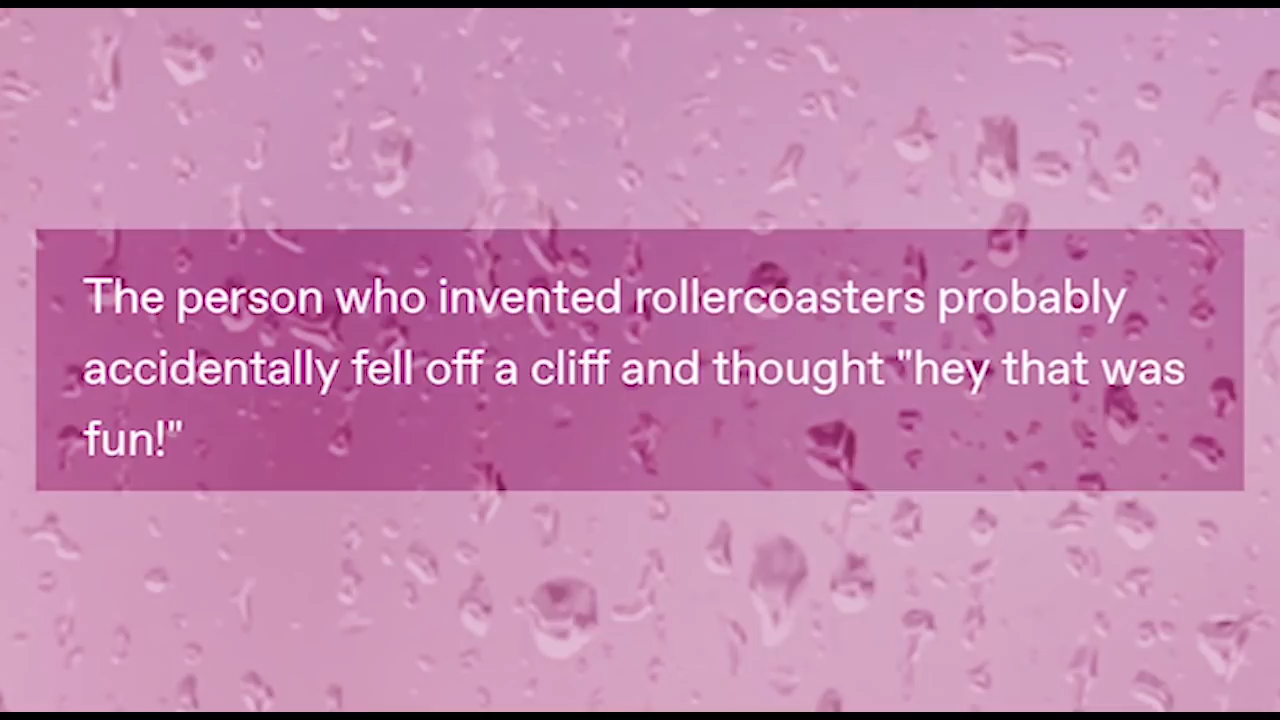 The person who invented rollercoasters probably
accidentally fell off a cliff and thought "hey that was
fun!"